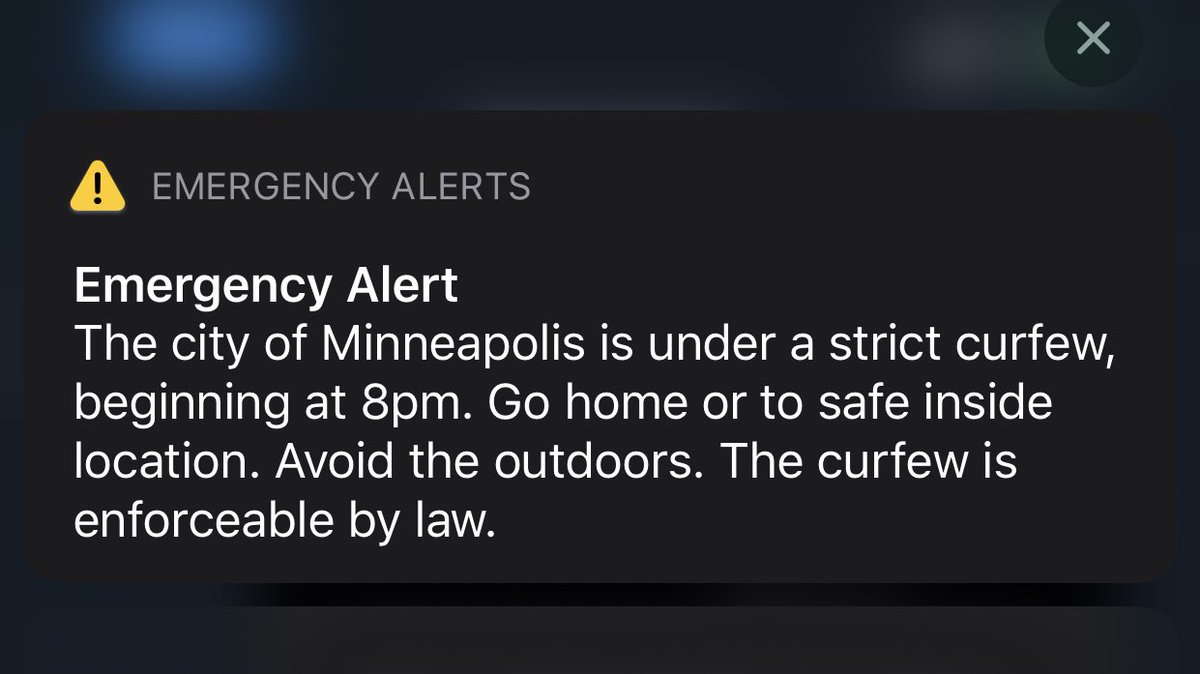 EMERGENCY ALERTS
Emergency Alert
The city of Minneapolis is under a strict curfew,
beginning at 8pm. Go home or to safe inside
location. Avoid the outdoors. The curfew is
enforceable by law.